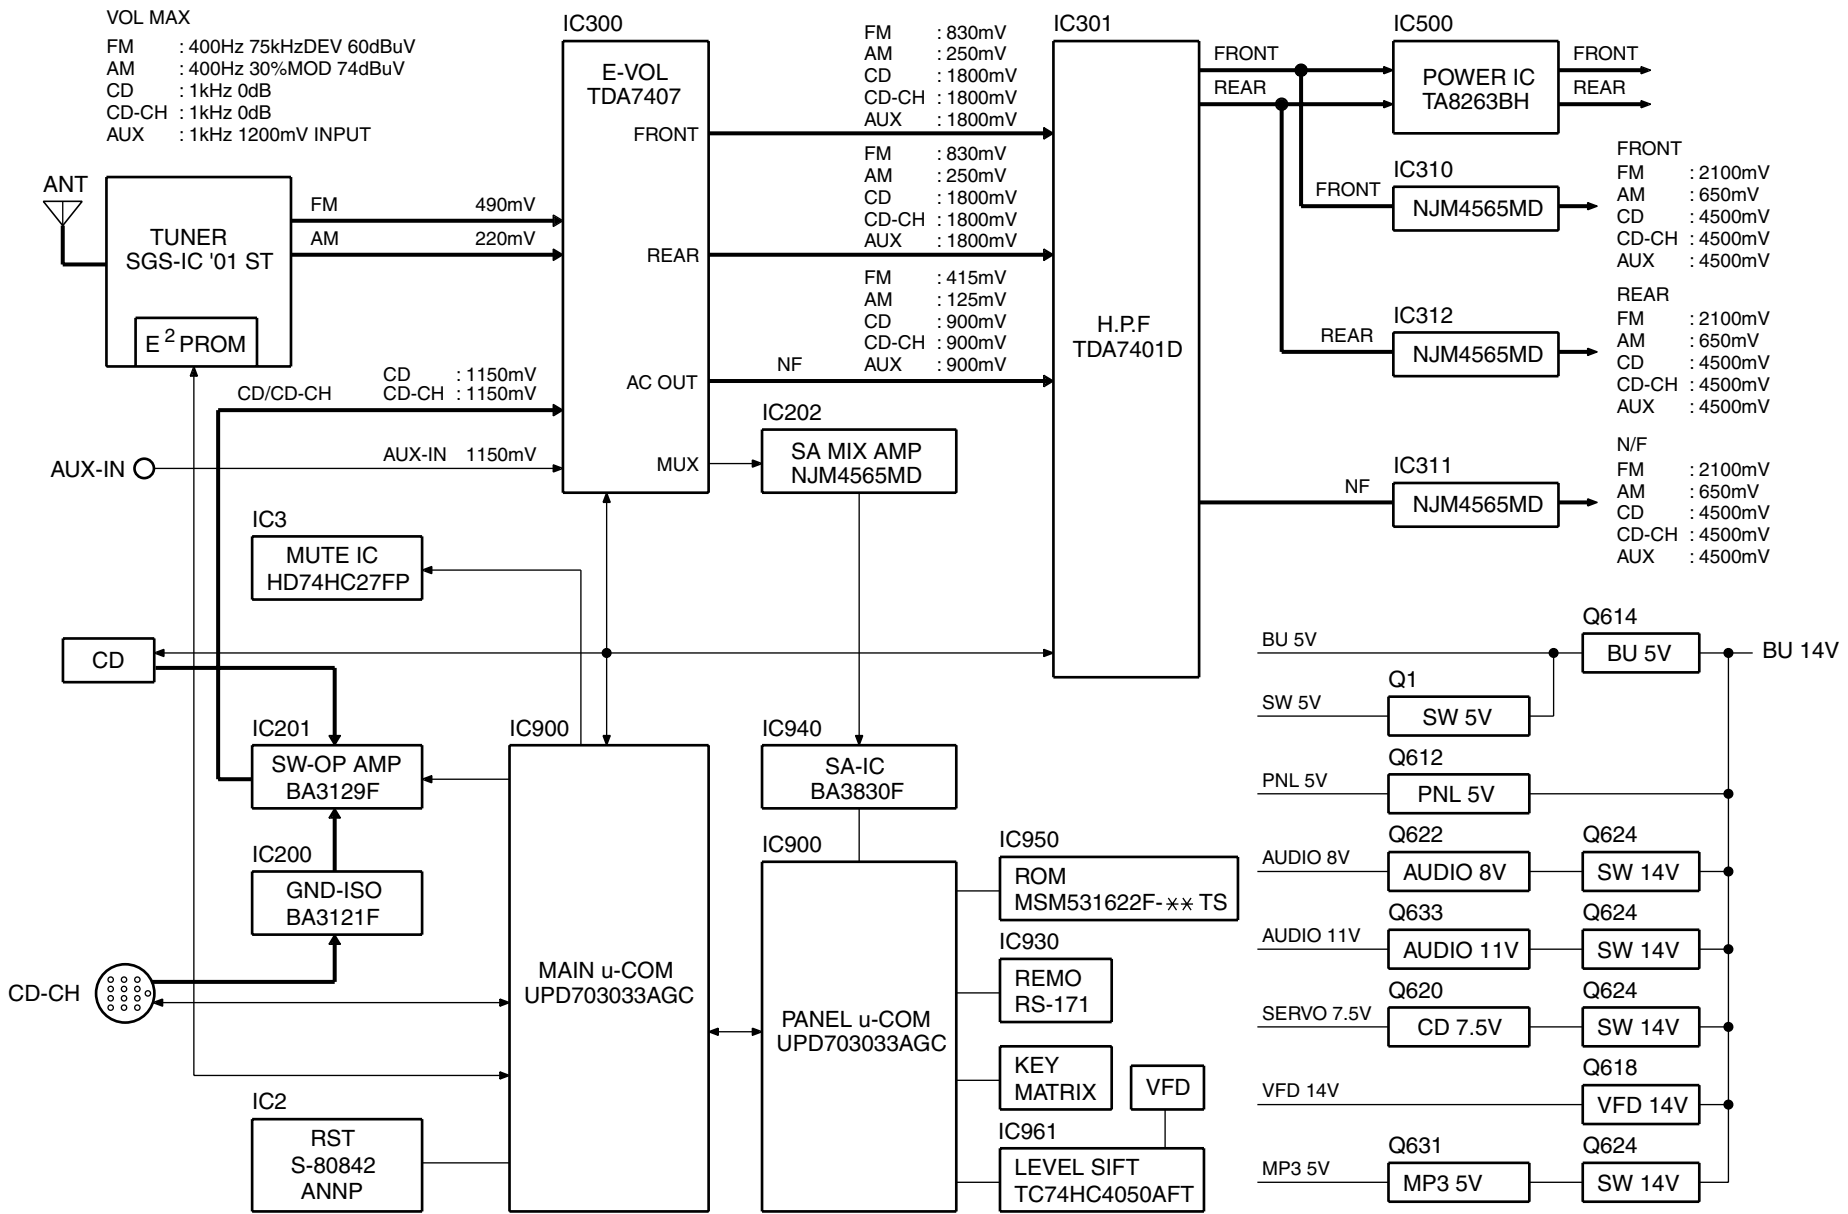 VOL MAX
FM : 400Hz 75kHzDEV 60dBuV
AM : 400Hz 30%MOD 74dBuV
CD : 1kHz 0dB
CD-CH : 1kHz 0dB
AUX : 1kHz 1200mV INPUT
ANT
TUNER
SGS-IC '01 ST
E2PROM
FM 490mV
AM 220mV
CD : 1150mV
CD/CD-CH CD-CH : 1150mV
AUX-IN
AUX-IN 1150mV
IC300
E-VOL
TDA7407
FRONT
REAR
AC OUT
MUX
FM : 830mV
AM : 250mV
CD : 1800mV
CD-CH : 1800mV
AUX : 1800mV
FM : 830mV
AM : 250mV
CD : 1800mV
CD-CH : 1800mV
AUX : 1800mV
FM : 415mV
AM : 125mV
CD : 900mV
CD-CH : 900mV
AUX : 900mV
NF
IC202
SA MIX AMP
NJM4565MD
IC301
H.P.F
TDA7401D
FRONT
REAR
IC500
POWER IC
TA8263BH
FRONT
REAR
FRONT
IC310
NJM4565MD
FRONT
FM : 2100mV
AM : 650mV
CD : 4500mV
CD-CH : 4500mV
AUX : 4500mV
REAR
IC312
NJM4565MD
REAR
FM : 2100mV
AM : 650mV
CD : 4500mV
CD-CH : 4500mV
AUX : 4500mV
NF
IC311
NJM4565MD
N/F
FM : 2100mV
AM : 650mV
CD : 4500mV
CD-CH : 4500mV
AUX : 4500mV
IC3
MUTE IC
HD74HC27FP
CD
IC201
SW-OP AMP
BA3129F
IC200
GND-ISO
BA3121F
CD-CH
IC2
RST
S-80842
ANNP
IC900
MAIN u-COM
UPD703033AGC
IC940
SA-IC
BA3830F
IC900
PANEL u-COM
UPD703033AGC
IC950
ROM
MSM531622F-** TS
IC930
REMO
RS-171
KEY
MATRIX
VFD
IC961
LEVEL SIFT
TC74HC4050AFT
BU 5V
Q614
BU 5V
BU 14V
SW 5V
Q1
SW 5V
PNL 5V
Q612
PNL 5V
AUDIO 8V
Q622
AUDIO 8V
Q624
SW 14V
AUDIO 11V
Q633
AUDIO 11V
Q624
SW 14V
SERVO 7.5V
Q620
CD 7.5V
Q624
SW 14V
VFD 14V
Q618
VFD 14V
MP3 5V
Q631
MP3 5V
Q624
SW 14V